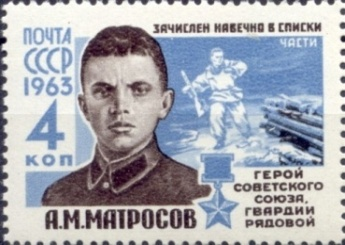 ЗАЧИСЛЕН НАВЕЧНО В СПИСКИ
ЧАСТИ
ПОЧТА
СССР
1963
4
КОП
А.М.МАТРОСОВ
ГЕРОЙ
СОВЕТСКОГО
СОЮЗА,
ГВАРДИИ
РЯДОВОЙ